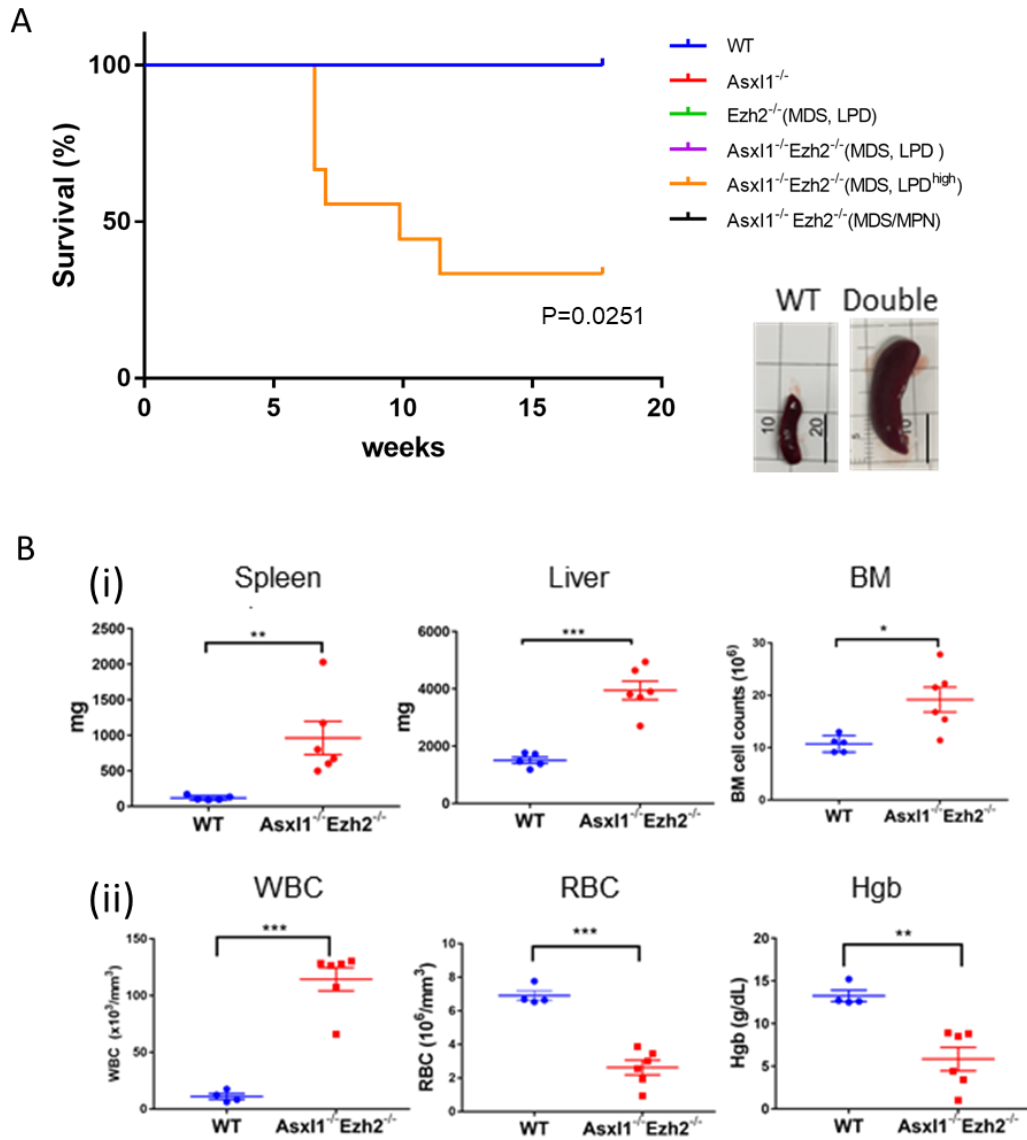 A
100
50
0
Survival (%)
0 5 10 15 20
weeks
P=0.0251
WT
Asxl1-/-
Ezh2-/-(MDS, LPD)
Asxl1-/-Ezh2-/-(MDS, LPD )
Asxl1-/-Ezh2-/-(MDS, LPDhigh)
Asxl1-/- Ezh2-/-(MDS/MPN)
WT Double
10 20
5 10
B
(i)
Spleen
2500
2000
1500
1000
500
0
mg
**
WT Asxl1-/-Ezh2-/-
Liver
6000
4000
2000
0
mg
***
WT Asxl1-/-Ezh2-/-
BM
30
20
10
0
BM cell counts (106)
*
WT Asxl1-/-Ezh2-/-
(ii)
WBC
150
100
50
0
WBC (x103/mm3)
***
WT Asxl1-/-Ezh2-/-
RBC
8
6
4
2
0
RBC (106/mm3)
***
WT Asxl1-/-Ezh2-/-
Hgb
20
15
10
5
0
Hgb (g/dL)
**
WT Asxl1-/-Ezh2-/-